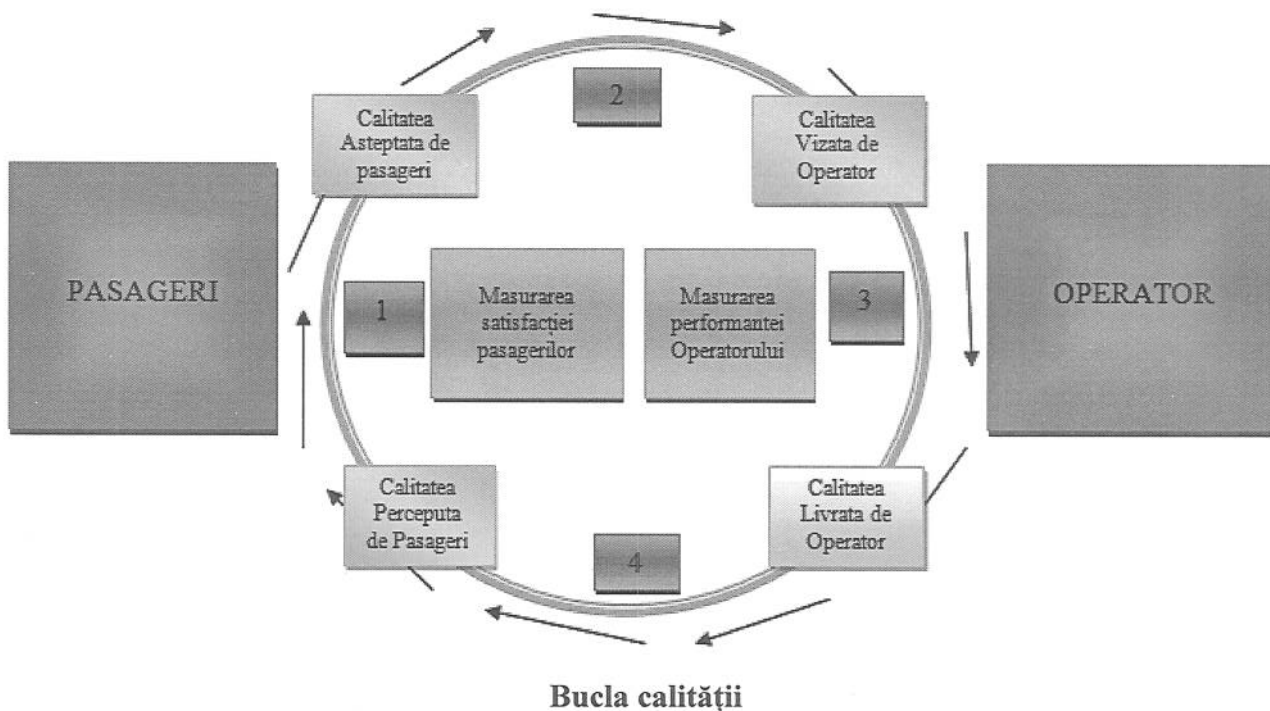 2
Calitatea
Asteptata de
pasageri
Calitatea
Vizata de
Operator
PASAGERI
1
Masurarea
satisfacției
pasagerilor
Masurarea
performantei
Operatorului
3
OPERATOR
Calitatea
Perceputa
de Pasageri
Calitatea
Livrata de
Operator
4
Bucla calității